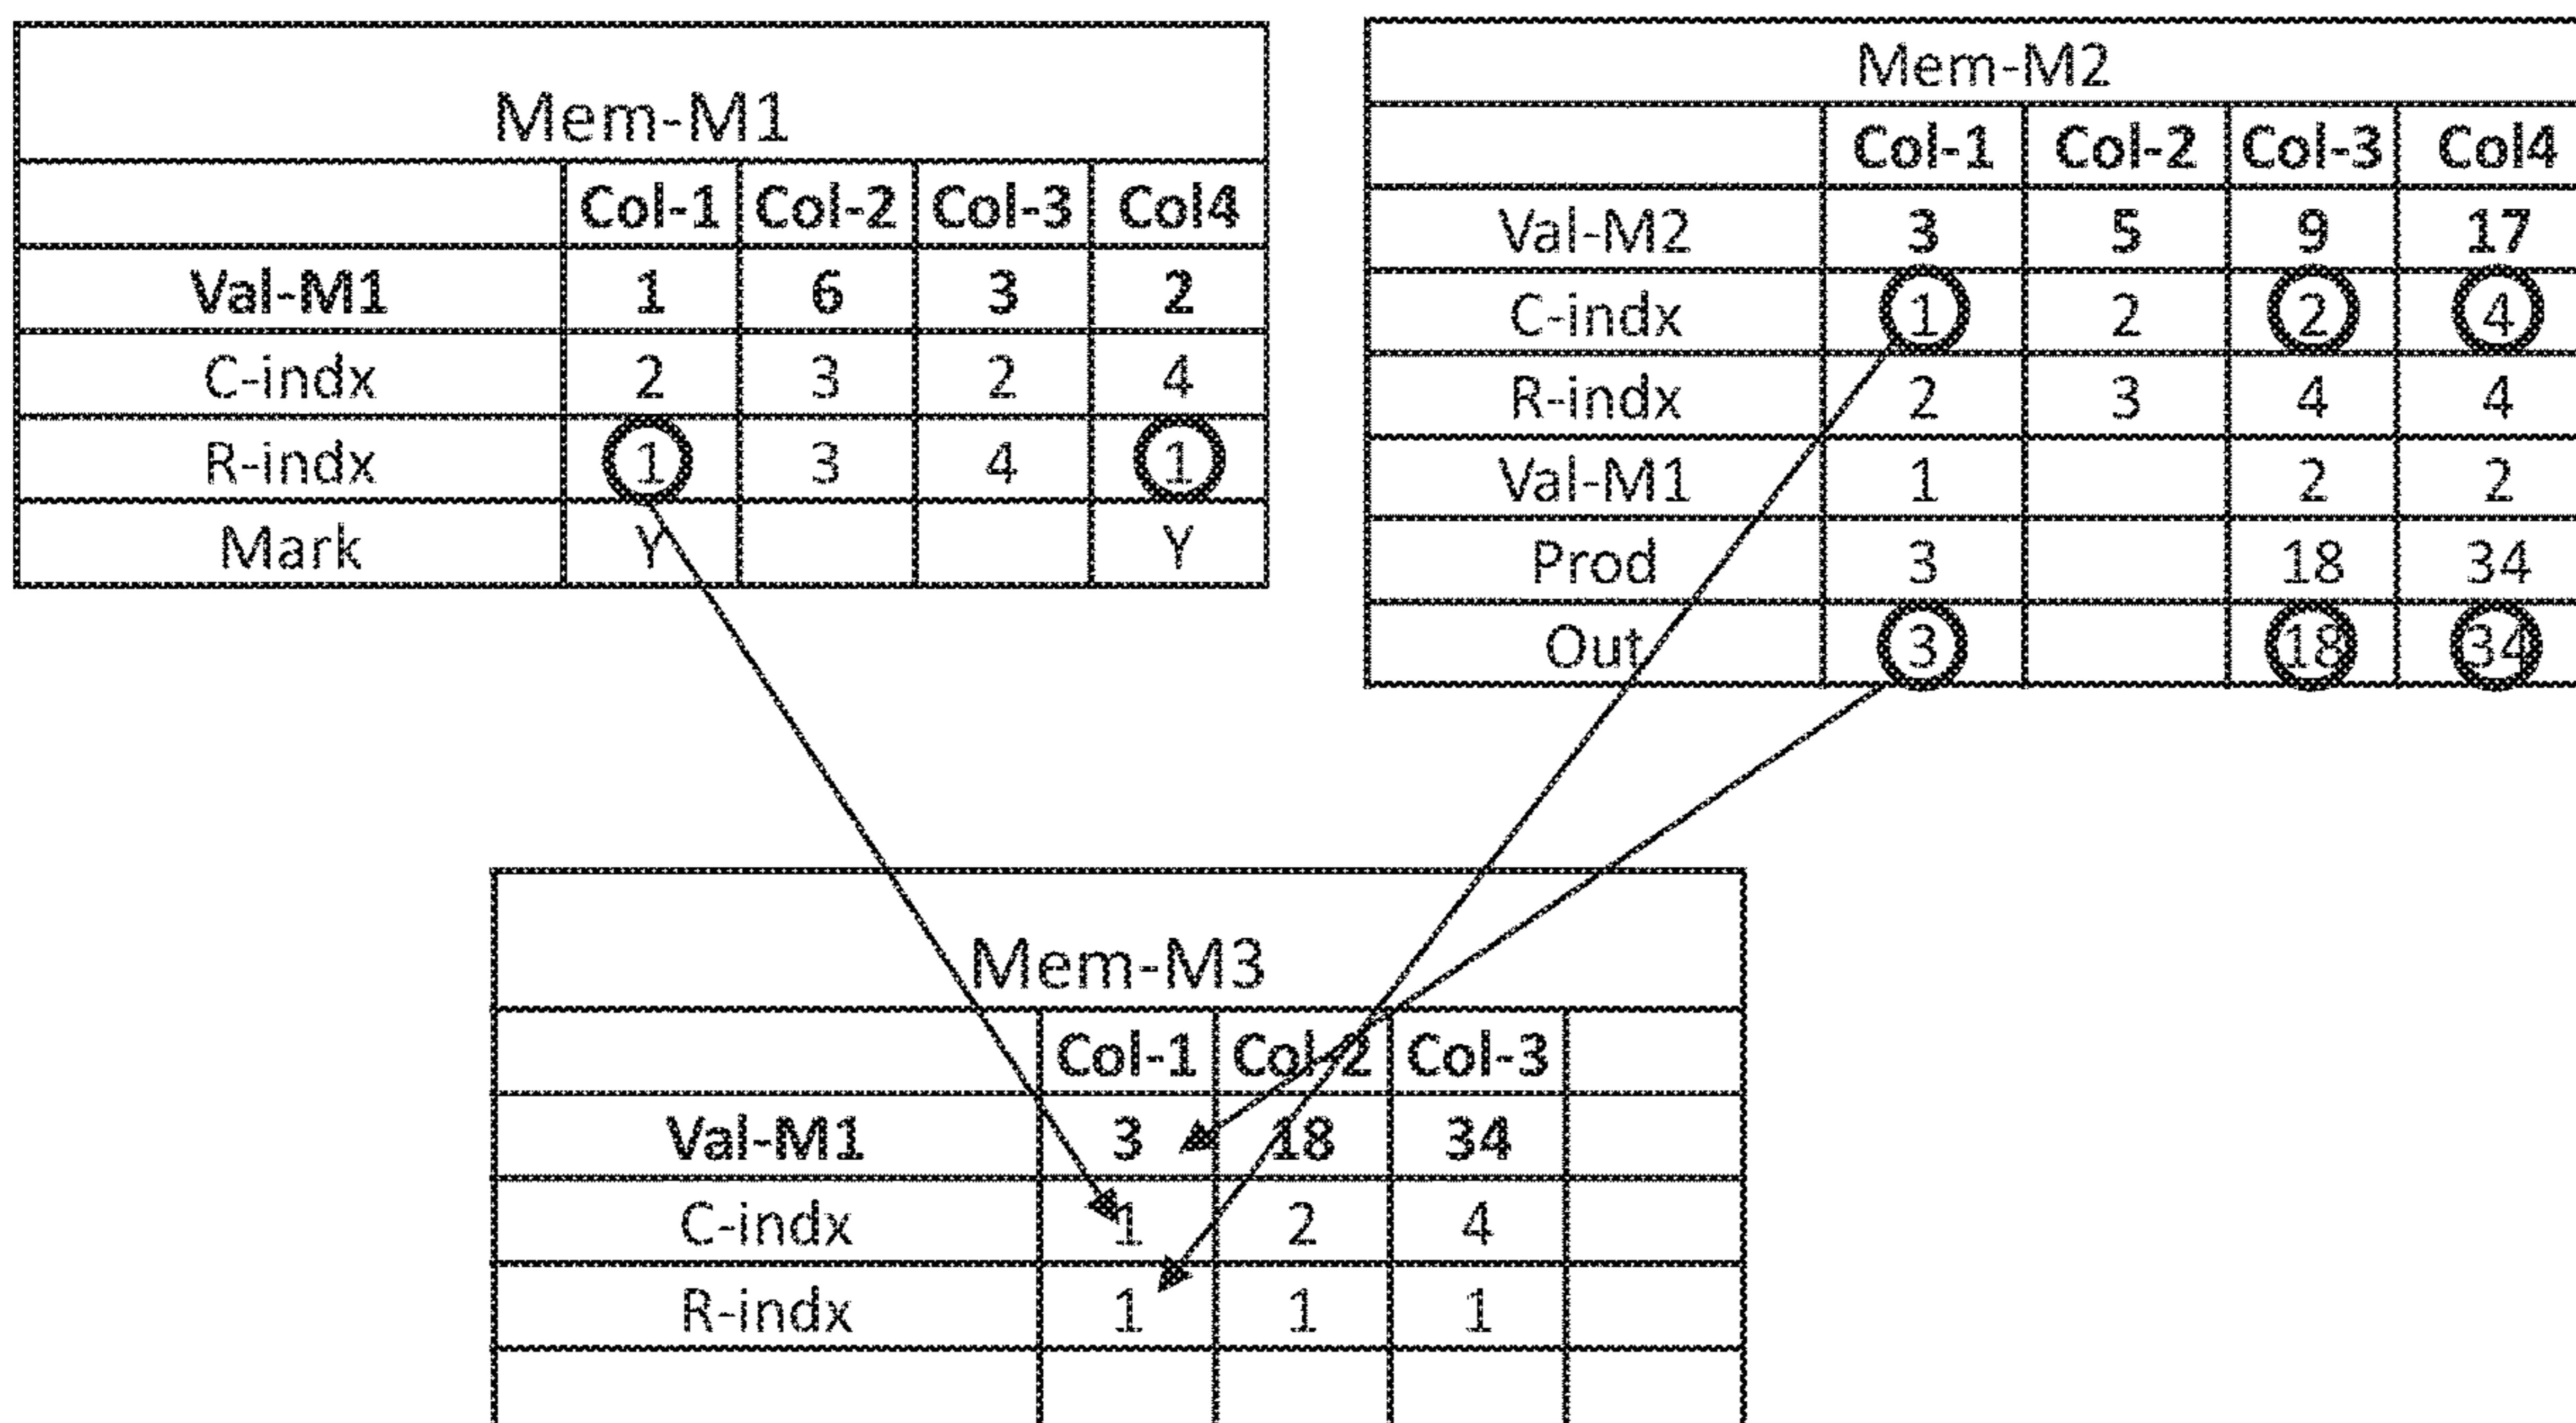 Mem-M1
Col-1 Col-2 Col-3 Col4
Val-M1 1 6 3 2
C-indx 2 3 2 4
R-indx 1 3 4 1
Mark Y Y
Mem-M2
Col-1 Col-2 Col-3 Col4
Val-M2 3 5 9 17
C-indx 1 2 2 4
R-indx 2 3 4 4
Val-M1 1 2 2
Prod 3 18 34
Out 3 18 34
Mem-M3
Col-1 Col-2 Col-3
Val-M1 3 18 34
C-indx 1 2 4
R-indx 1 1 1